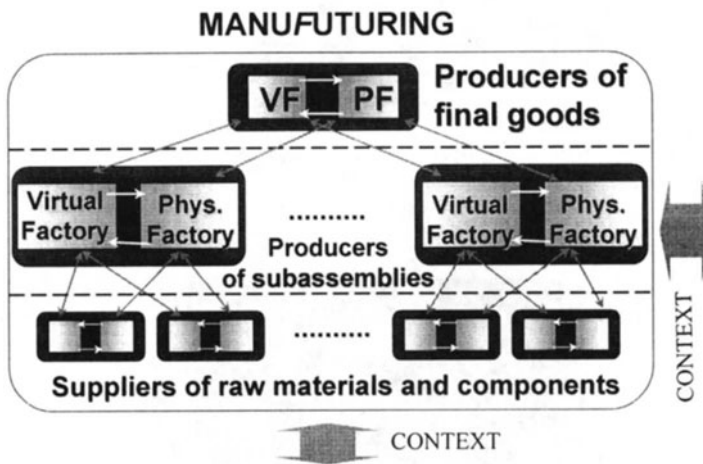 MANUFUTURING
VF PF
Producers of
final goods
Virtual
Factory
Phys.
Factory
...........
Virtual
Factory
Phys.
Factory
Producers
of subassemblies
...........
Suppliers of raw materials and components
CONTEXT
CONTEXT